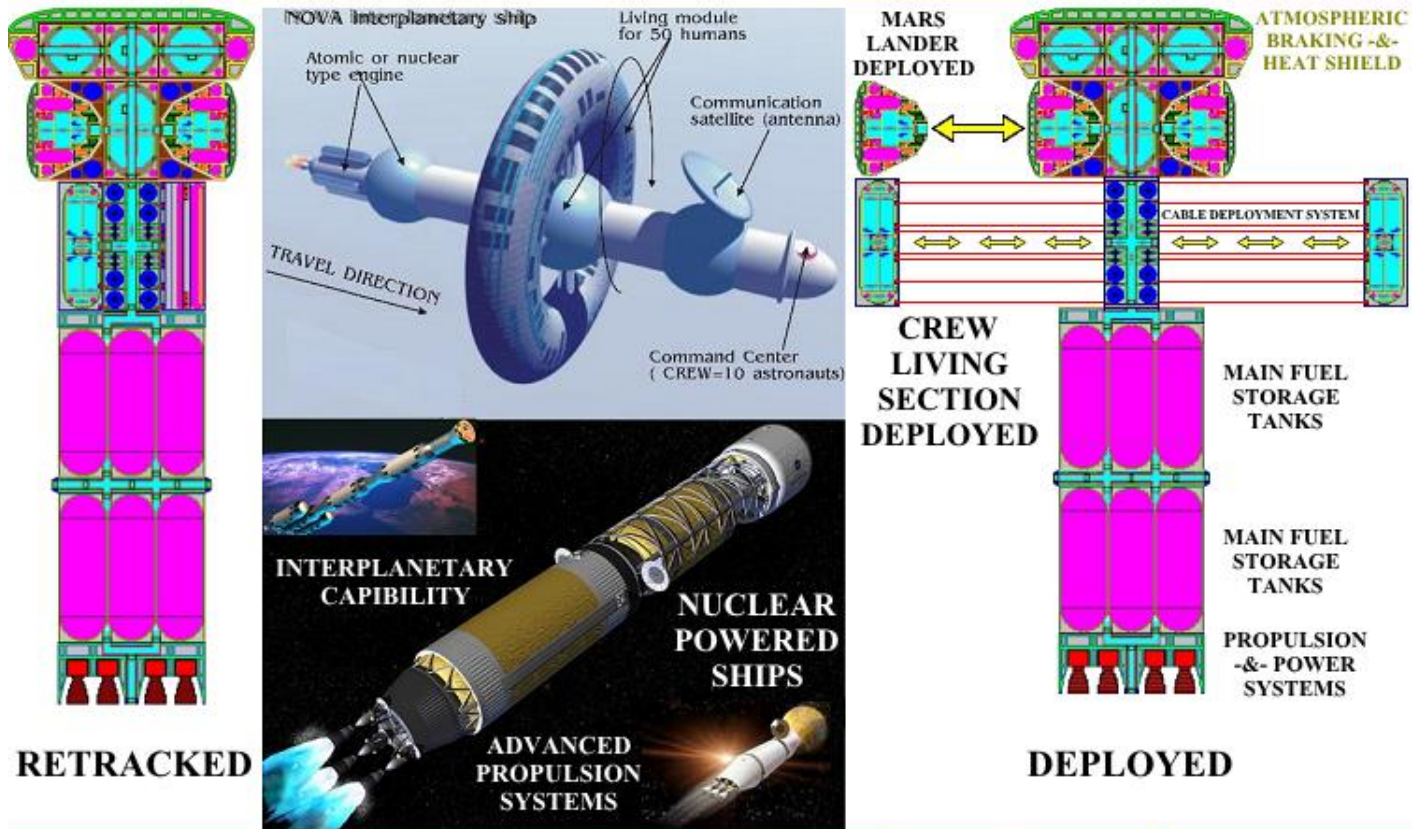 RETRACKED
NOVA Interplanetary ship
Atomic or nuclear
type engine
Living module
for 50 humans
Communication
satellite (antenna)
TRAVEL DIRECTION
Command Center
( CREW=10 astronauts)
INTERPLANETARY
CAPIBILITY
NUCLEAR
POWERED
SHIPS
ADVANCED
PROPULSION
SYSTEMS
MARS
LANDER
DEPLOYED
ATMOSPHERIC
BRAKING -&-
HEAT SHIELD
CABLE DEPLOYMENT SYSTEM
CREW
LIVING
SECTION
DEPLOYED
MAIN FUEL
STORAGE
TANKS
MAIN FUEL
STORAGE
TANKS
PROPULSION
-&- POWER
SYSTEMS
DEPLOYED